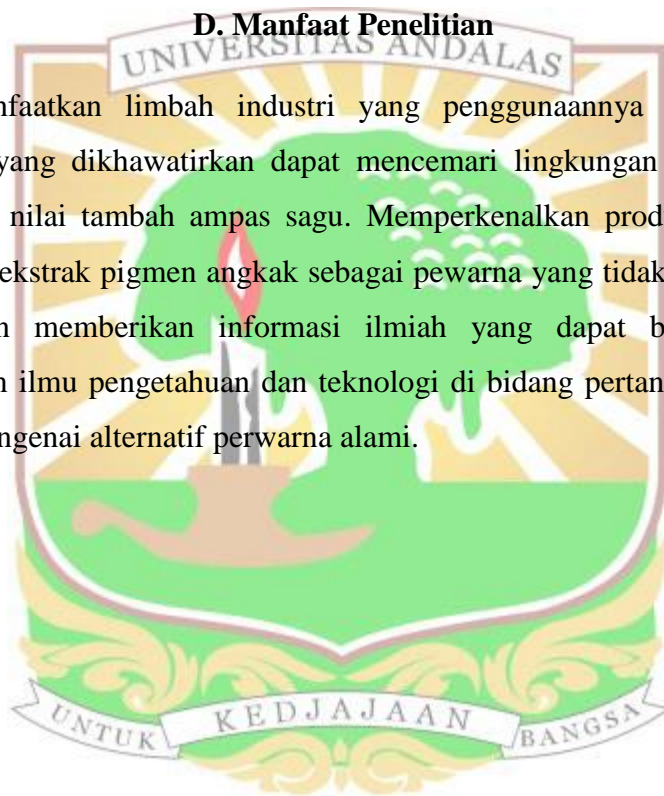 D. Manfaat Penelitian
UNIVERSITAS ANDALAS
nfaatkan limbah industri yang penggunaannya
yang dikhawatirkan dapat mencemari lingkungan
nilai tambah ampas sagu. Memperkenalkan prod
ekstrak pigmen angkak sebagai pewarna yang tidak
memberikan informasi ilmiah yang dapat b
n ilmu pengetahuan dan teknologi di bidang pertan
ngenai alternatif perwarna alami.
UNTUK KEDJAJAAN BANGSA